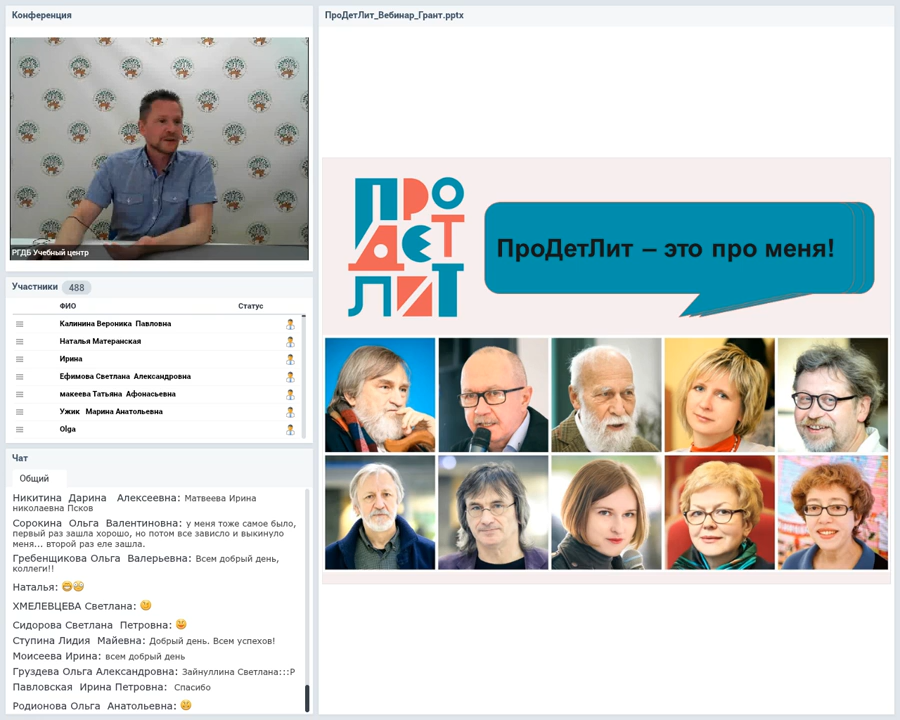 Конференция
РГДБ Учебный центр
Участники 488
ФИО Статус
Калинина Вероника Павловна
Наталья Матеранская
Ирина
Ефимова Светлана Александровна
макеева Татьяна Афонасьевна
Ужик Марина Анатольевна
Olga
Чат
Общий
Никитина Дарина Алексеевна: Матвеева Ирина
николаевна Псков
Сорокина Ольга Валентиновна: у меня тоже самое было,
первый раз зашла хорошо, но потом все зависло и выкинуло
меня... второй раз еле зашла.
Гребенщикова Ольга Валерьевна: Всем добрый день,
коллеги!!
Наталья:
ХМЕЛЕВЦЕВА Светлана:
Сидорова Светлана Петровна:
Ступина Лидия Майевна: Добрый день. Всем успехов!
Моисеева Ирина: всем добрый день
Груздева Ольга Александровна: Зайнуллина Светлана:::Р
Павловская Ирина Петровна: Спасибо
Родионова Ольга Анатольевна:
ПроДетЛит_Вебинар_Грант.pptx
ПРО
ДЕТ
ЛИТ
ПроДетЛит – это про меня!